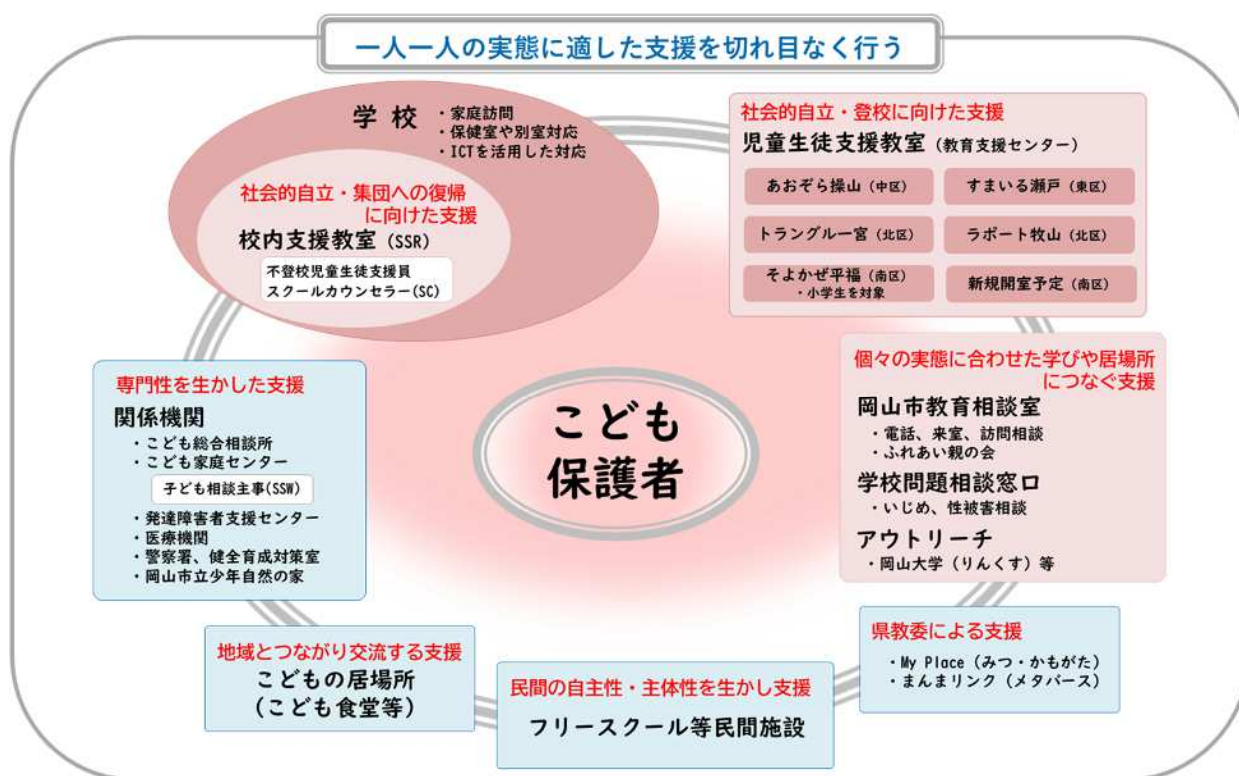 一人一人の実態に適した支援を切れ目なく行う
学 校
・家庭訪問
・保健室や別室対応
・ICTを活用した対応
社会的自立・集団への復帰
に向けた支援
校内支援教室（SSR）
不登校児童生徒支援員
スクールカウンセラー(SC)
社会的自立・登校に向けた支援
児童生徒支援教室（教育支援センター）
あおぞら操山（中区）
すまいる瀬戸（東区）
トラングル一宮（北区）
ラポート牧山（北区）
そよかぜ平福（南区）
・小学生を対象
新規開室予定（南区）
専門性を生かした支援
関係機関
・こども総合相談所
・こども家庭センター
子ども相談主事(SSW)
・発達障害者支援センター
・医療機関
・警察署、健全育成対策室
・岡山市立少年自然の家
こども
保護者
個々の実態に合わせた学びや居場所
につなぐ支援
岡山市教育相談室
・電話、来室、訪問相談
・ふれあい親の会
学校問題相談窓口
・いじめ、性被害相談
アウトリーチ
・岡山大学（りんくす）等
地域とつながり交流する支援
こどもの居場所
（こども食堂等）
民間の自主性・主体性を生かし支援
フリースクール等民間施設
県教委による支援
・My Place（みつ・かもがた）
・まんまリンク（メタバース）